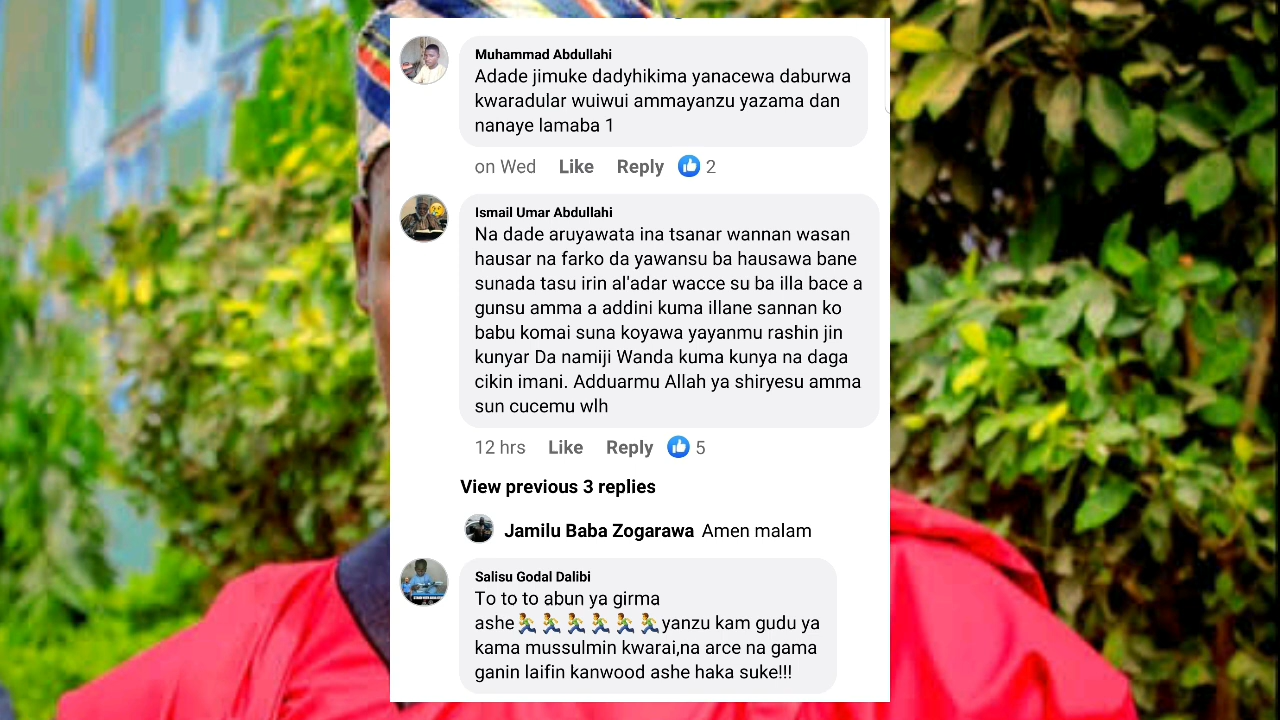 Muhammad Abdullahi
Adade jimuke dadyhikima yanacewa daburwa
kwaradular wuiwui ammayanzu yazama dan
nanaye lamaba 1
on Wed Like Reply 2
Ismail Umar Abdullahi
Na dade aruyawata ina tsanar wannan wasan
hausar na farko da yawansu ba hausawa bane
sunada tasu irin al'adar wacce su ba illa bace a
gunsu amma a addini kuma illane sannan ko
babu komai suna koyawa yayanmu rashin jin
kunyar Da namiji Wanda kuma kunya na daga
cikin imani. Adduarmu Allah ya shiryesu amma
sun cucemu wlh
12 hrs Like Reply 5
View previous 3 replies
Jamilu Baba Zogarawa Amen malam
Salisu Godal Dalibi
To to to abun ya girma
ashe🏃🏃🏃🏃🏃🏃yanzu kam gudu ya
kama mussulmin kwarai,na arce na gama
ganin laifin kanwood ashe haka suke!!!